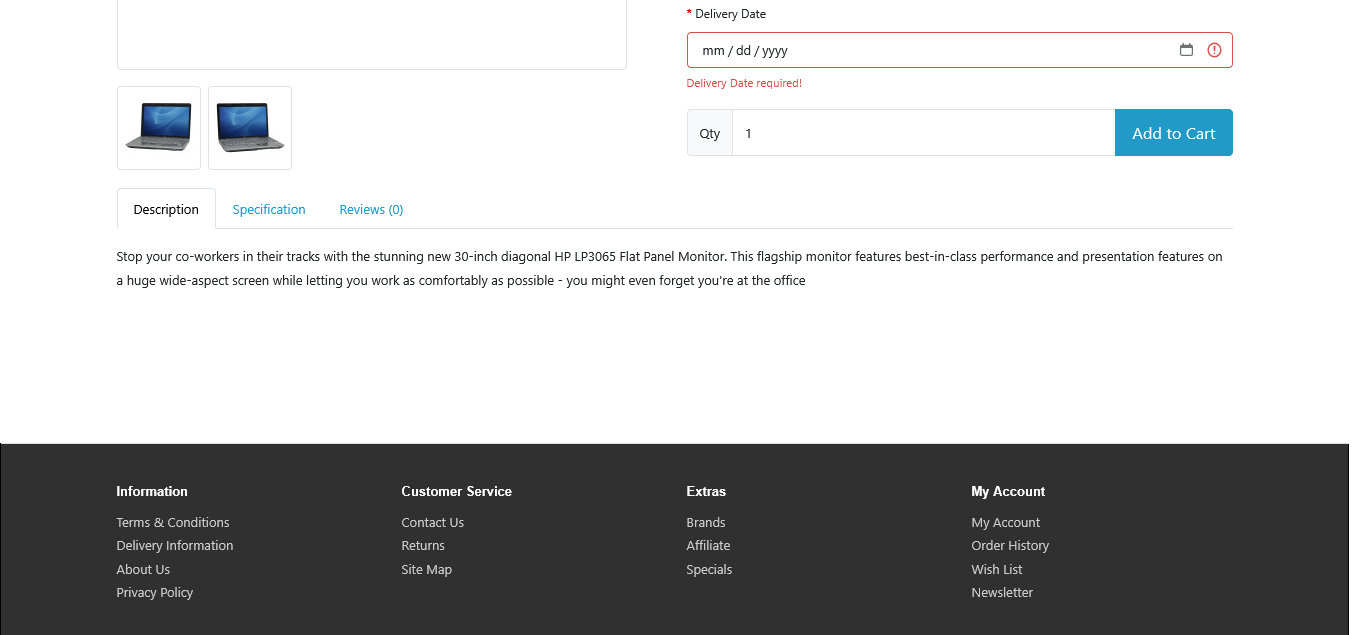 * Delivery Date
mm / dd / yyyy
Delivery Date required!
Qty 1 Add to Cart
Description Specification Reviews (0)
Stop your co-workers in their tracks with the stunning new 30-inch diagonal HP LP3065 Flat Panel Monitor. This flagship monitor features best-in-class performance and presentation features on
a huge wide-aspect screen while letting you work as comfortably as possible - you might even forget you're at the office
Information
Terms & Conditions
Delivery Information
About Us
Privacy Policy
Customer Service
Contact Us
Returns
Site Map
Extras
Brands
Affiliate
Specials
My Account
My Account
Order History
Wish List
Newsletter